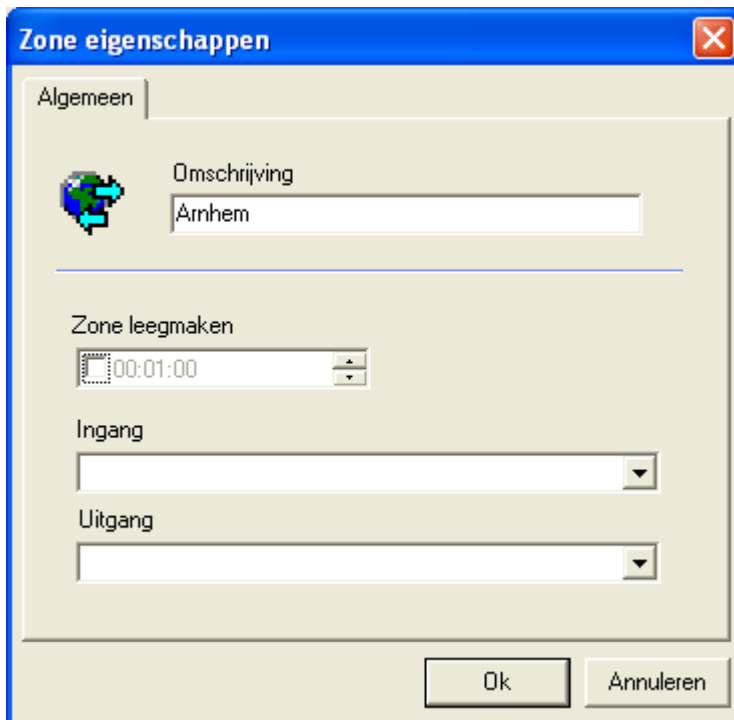 Zone eigenschappen
Algemeen
Omschrijving
Arnhem
Zone leegmaken
00:01:00
Ingang
Uitgang
Ok Annuleren